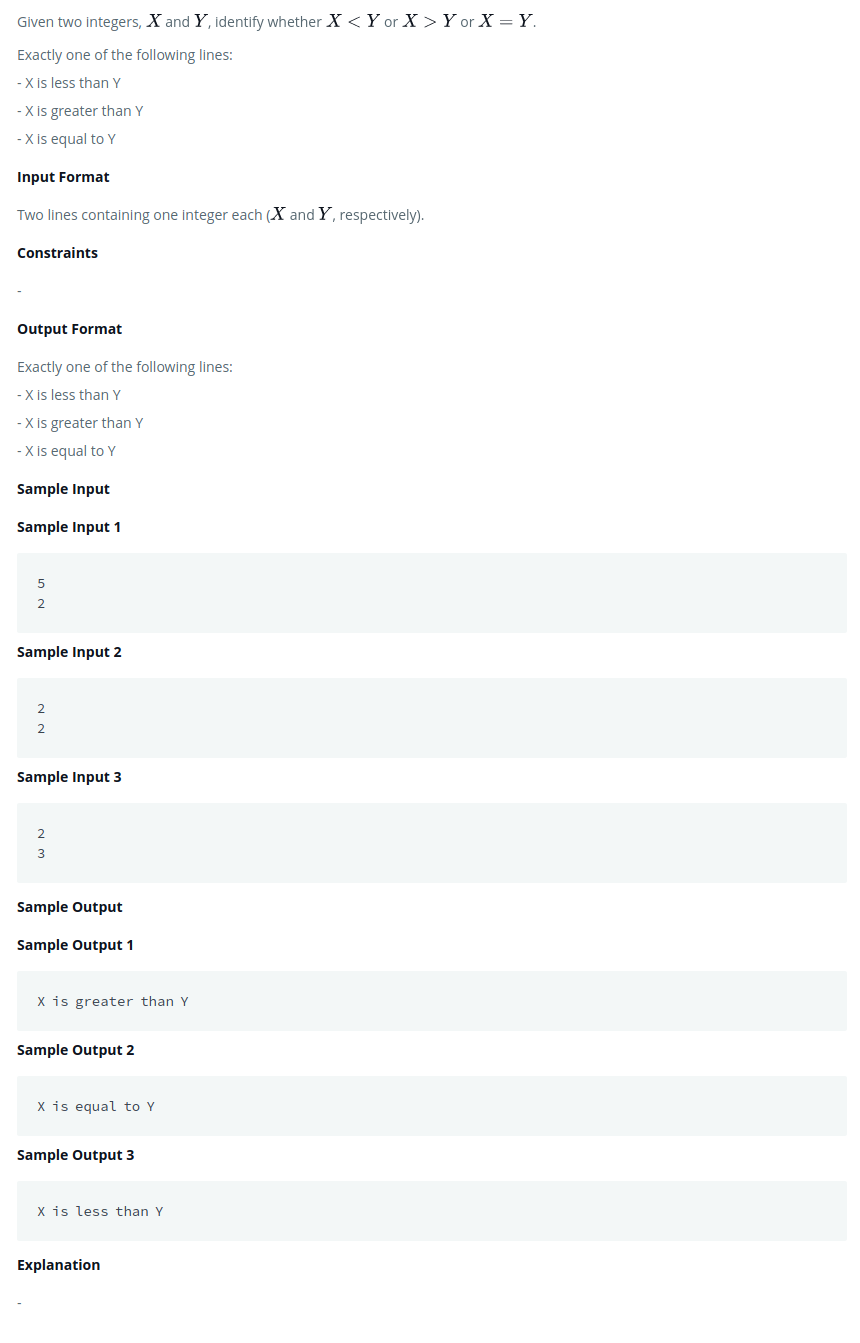 Given two integers, X and Y, identify whether X < Y or X > Y or X = Y.
Exactly one of the following lines:
- X is less than Y
- X is greater than Y
- X is equal to Y
Input Format
Two lines containing one integer each (X and Y, respectively).
Constraints
-
Output Format
Exactly one of the following lines:
- X is less than Y
- X is greater than Y
- X is equal to Y
Sample Input
Sample Input 1
5
2
Sample Input 2
2
2
Sample Input 3
2
3
Sample Output
Sample Output 1
X is greater than Y
Sample Output 2
X is equal to Y
Sample Output 3
X is less than Y
Explanation
-